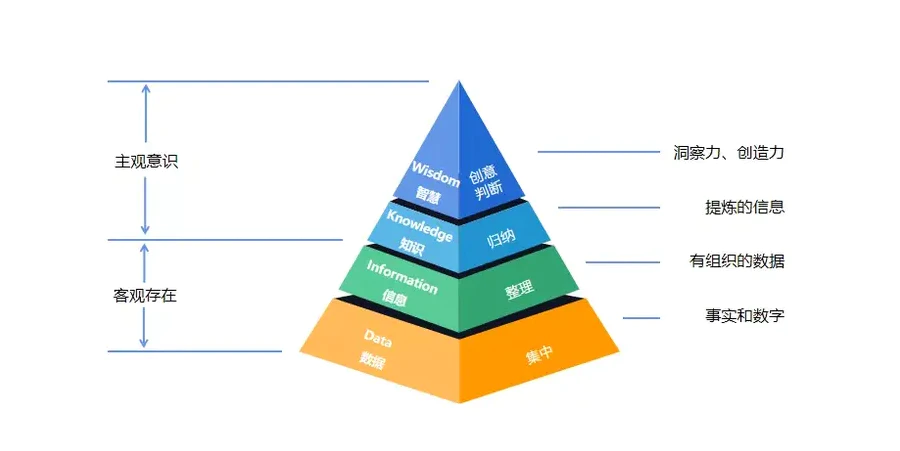 主观意识
客观存在
Wisdom
智慧
创意
判断
Knowledge
知识
归纳
Information
信息
整理
Data
数据
集中
洞察力、创造力
提炼的信息
有组织的数据
事实和数字